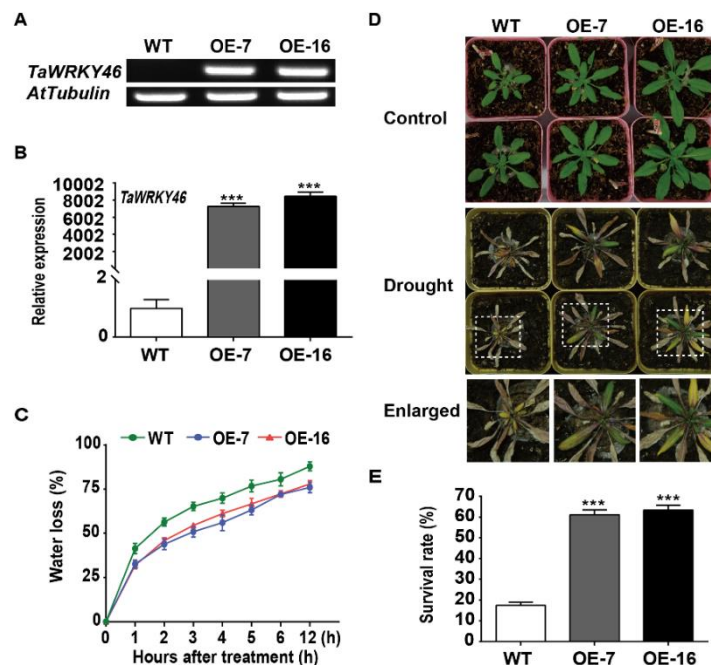 A
WT OE-7 OE-16
TaWRKY46
AtTubulin
B
Relative expression
10002
8002
6002
4002
2002
2
0
TaWRKY46
***
***
WT OE-7 OE-16
C
WT OE-7 OE-16
Water loss (%)
100
75
50
25
0
0 1 2 3 4 5 6 12 (h)
Hours after treatment (h)
D
WT OE-7 OE-16
Control
Drought
Enlarged
E
Survival rate (%)
70
60
50
40
30
20
10
0
***
***
WT OE-7 OE-16